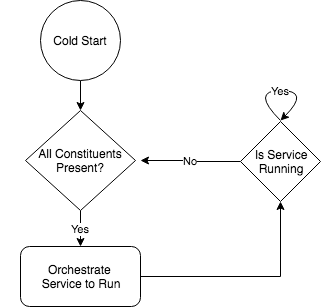 Cold Start
Yes
All Constituents
Present?
No
Is Service
Running
Yes
Orchestrate
Service to Run